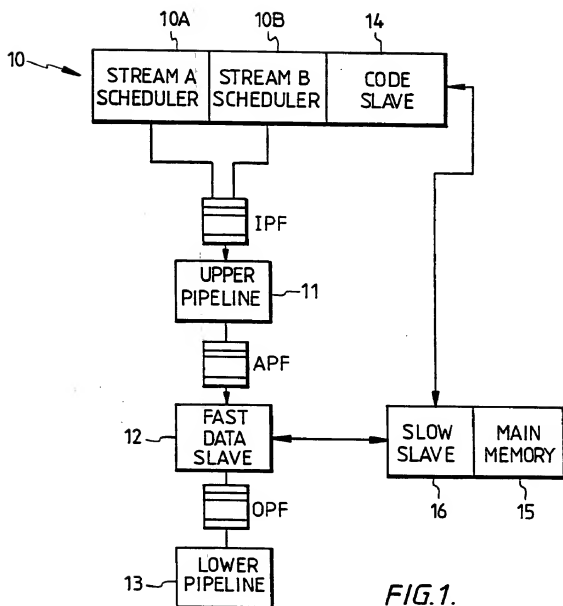 10A
10B
14
10
STREAM A
SCHEDULER
STREAM B
SCHEDULER
CODE
SLAVE
IPF
UPPER
PIPELINE
11
APF
12
FAST
DATA
SLAVE
SLOW
SLAVE
MAIN
MEMORY
16
15
OPF
13
LOWER
PIPELINE
FIG.1.